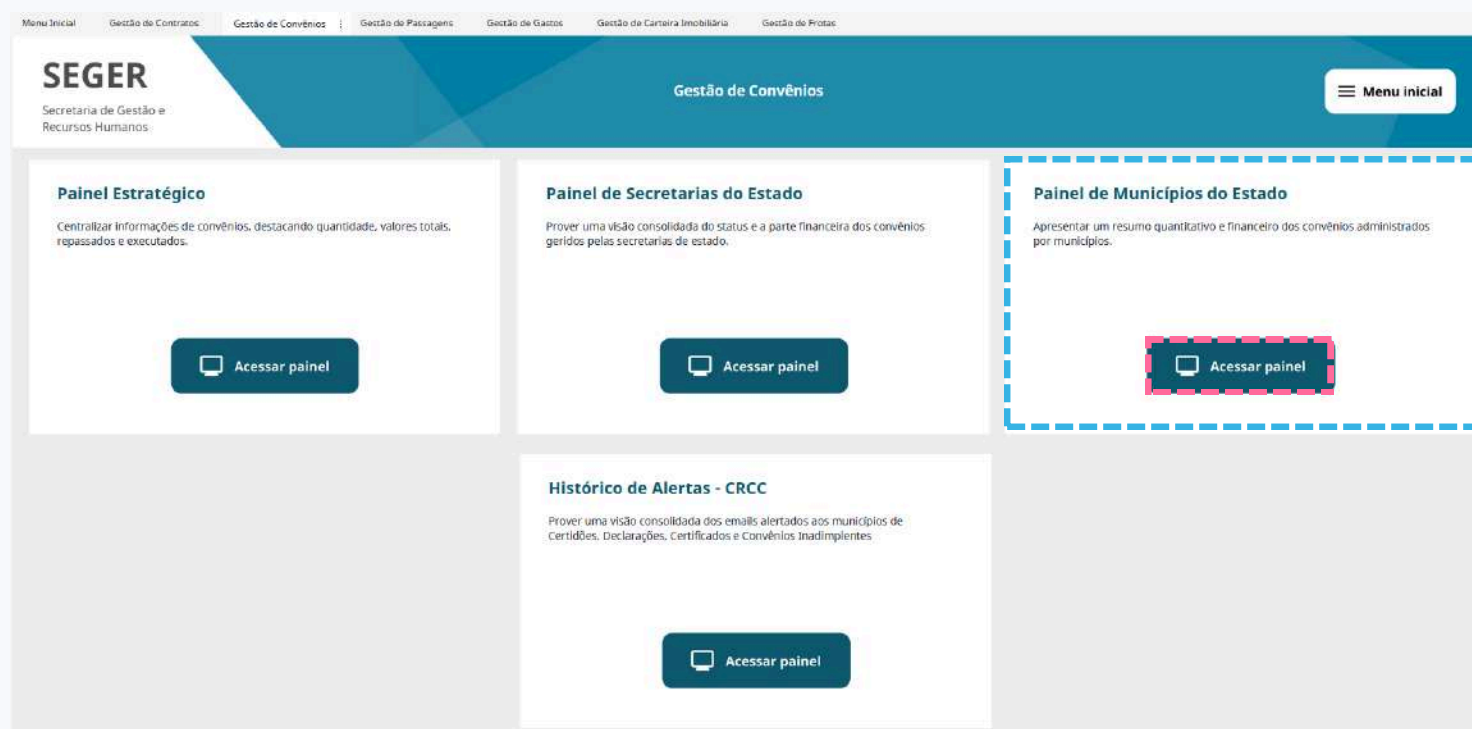 Menu Inicial
Gestão de Contratos
Gestão de Convênios
Gestão de Passagens
Gestão de Gastos
Gestão de Carteira Imobiliária
Gestão de Frotas
SEGER
Secretaria de Gestão e
Recursos Humanos
Gestão de Convênios
Menu inicial
Painel Estratégico
Centralizar informações de convênios, destacando quantidade, valores totais,
repassados e executados.
Acessar painel
Painel de Secretarias do Estado
Prover uma visão consolidada do status e a parte financeira dos convênios
geridos pelas secretarias de estado.
Acessar painel
Painel de Municípios do Estado
Apresentar um resumo quantitativo e financeiro dos convênios administrados
por municípios.
Acessar painel
Histórico de Alertas - CRCC
Prover uma visão consolidada dos emails alertados aos municípios de
Certidões, Declarações, Certificados e Convênios Inadimplentes
Acessar painel